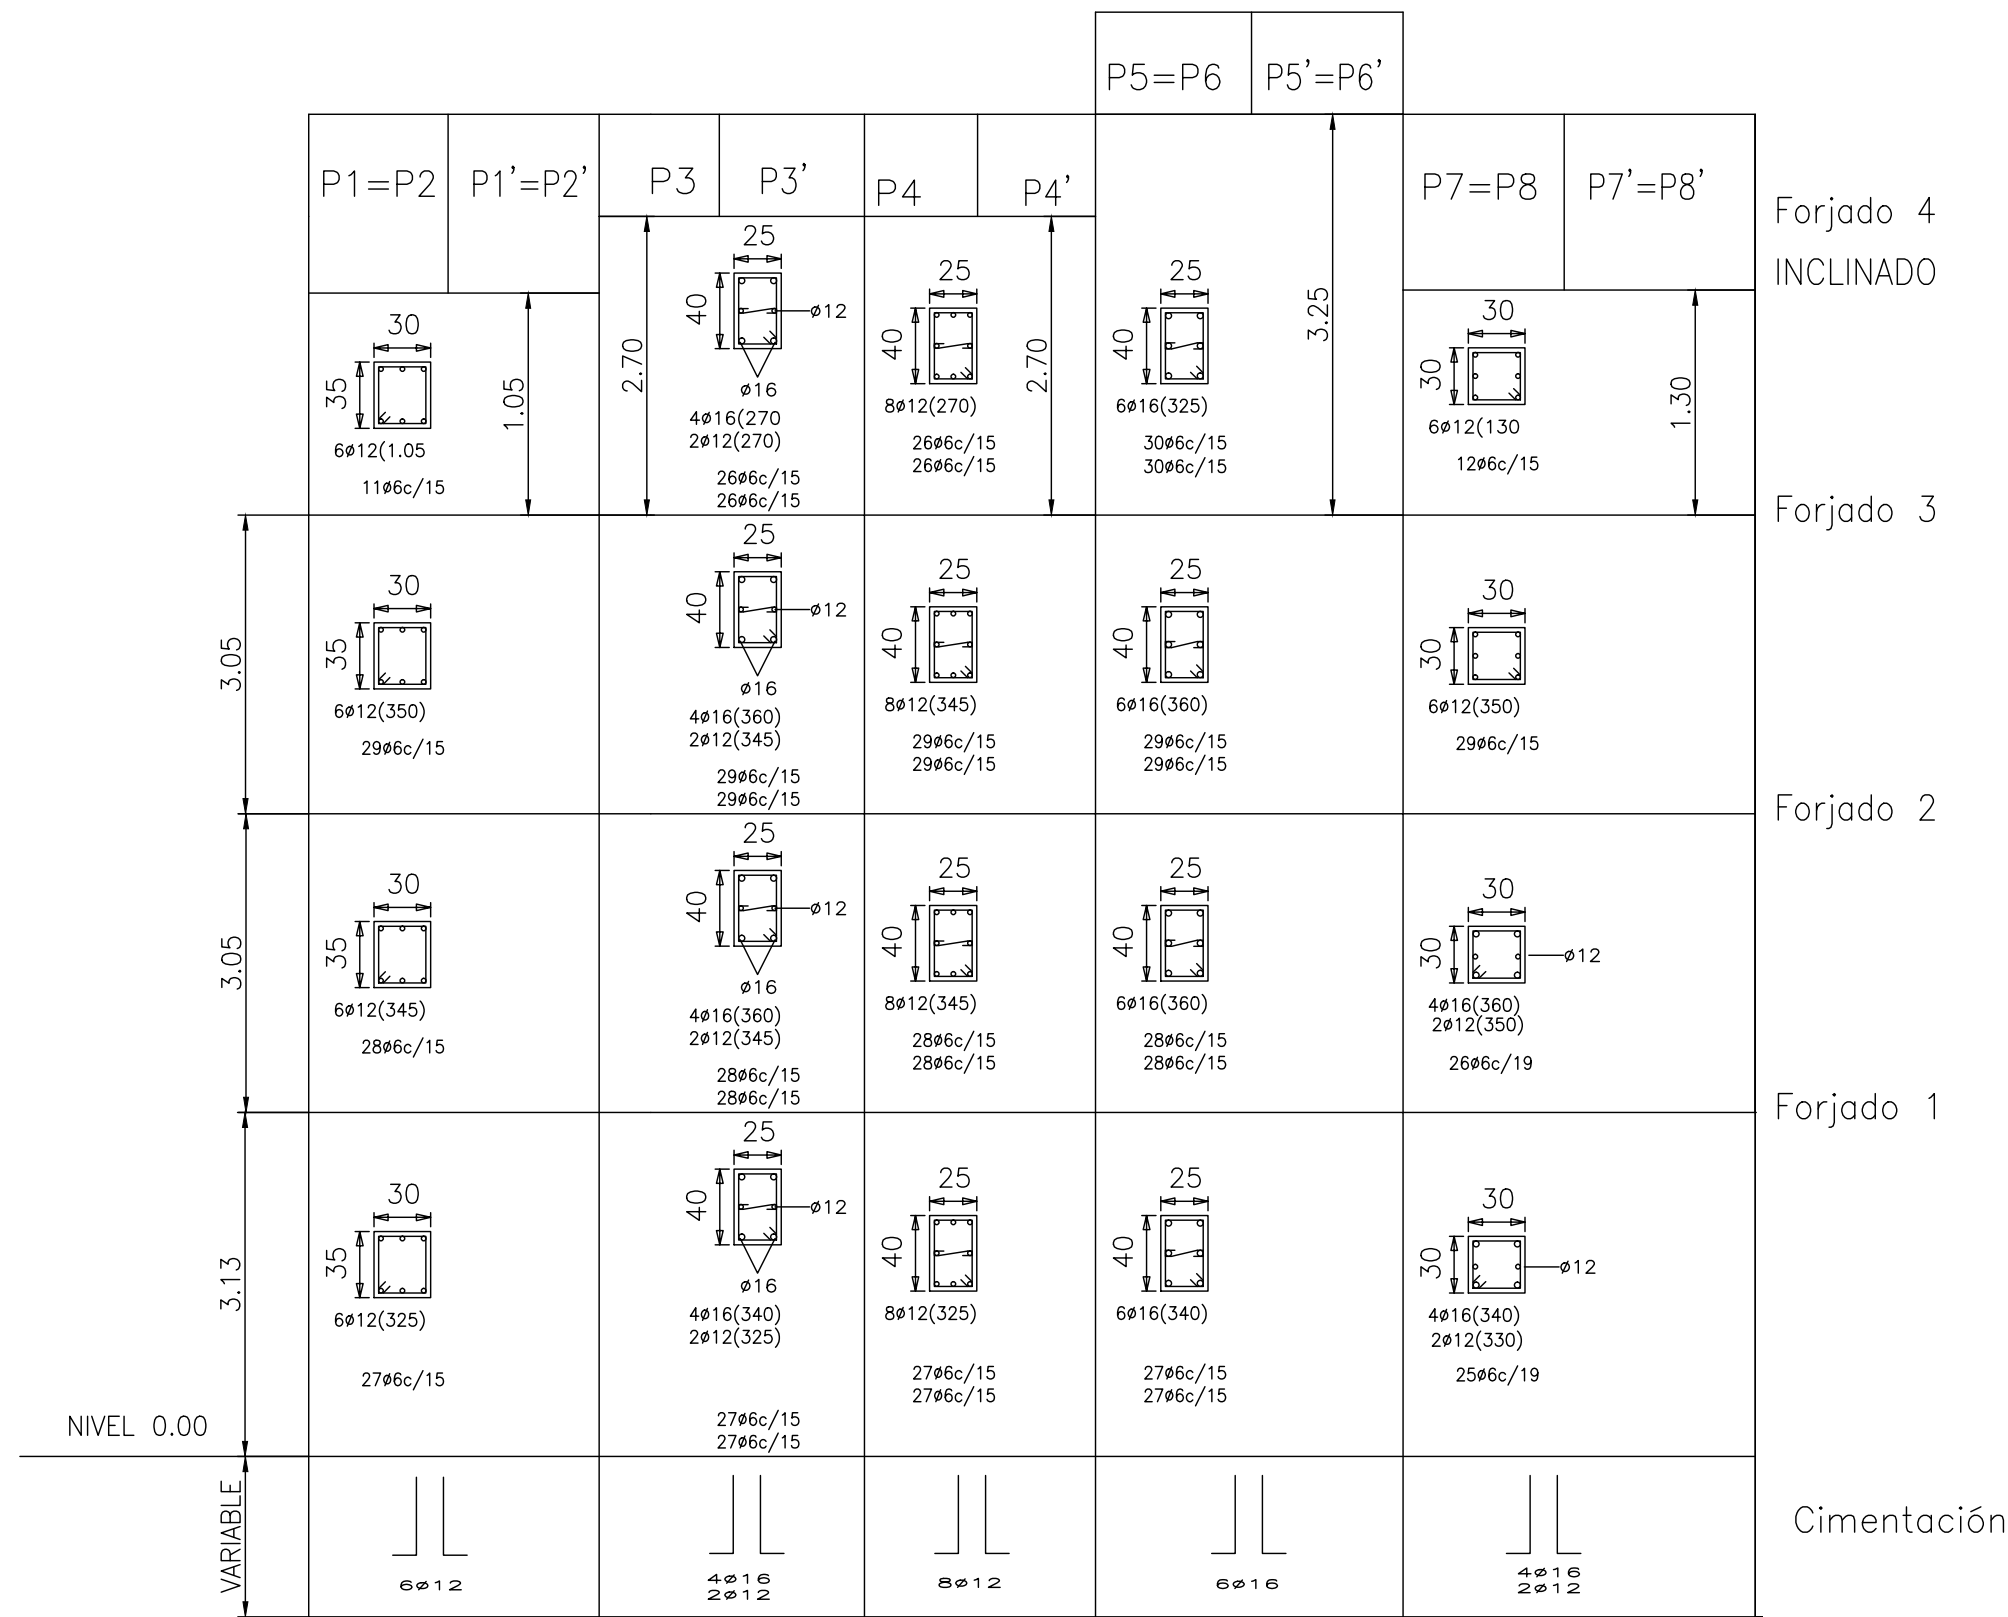 P5=P6
P5'=P6'
P1=P2
P1'=P2'
P3
P3'
P4
P4'
P7=P8
P7'=P8'
Forjado 4
INCLINADO
30
35
6ø12(1.05
11ø6c/15
1.05
2.70
25
40
ø12
ø16
4ø16(270
2ø12(270)
26ø6c/15
26ø6c/15
25
40
8ø12(270)
26ø6c/15
26ø6c/15
2.70
25
40
6ø16(325)
30ø6c/15
30ø6c/15
3.25
30
30
6ø12(130
12ø6c/15
1.30
Forjado 3
3.05
30
35
6ø12(350)
29ø6c/15
25
40
ø12
ø16
4ø16(360)
2ø12(345)
29ø6c/15
29ø6c/15
25
40
8ø12(345)
29ø6c/15
29ø6c/15
25
40
6ø16(360)
29ø6c/15
29ø6c/15
30
30
6ø12(350)
29ø6c/15
Forjado 2
3.05
30
35
6ø12(345)
28ø6c/15
25
40
ø12
ø16
4ø16(360)
2ø12(345)
28ø6c/15
28ø6c/15
25
40
8ø12(345)
28ø6c/15
28ø6c/15
25
40
6ø16(360)
28ø6c/15
28ø6c/15
30
30
ø12
4ø16(360)
2ø12(350)
26ø6c/19
Forjado 1
3.13
30
35
6ø12(325)
27ø6c/15
25
40
ø12
ø16
4ø16(340)
2ø12(325)
27ø6c/15
27ø6c/15
25
40
8ø12(325)
27ø6c/15
27ø6c/15
25
40
6ø16(340)
27ø6c/15
27ø6c/15
30
30
ø12
4ø16(340)
2ø12(330)
25ø6c/19
NIVEL 0.00
VARIABLE
6ø12
4ø16
2ø12
8ø12
6ø16
4ø16
2ø12
Cimentación